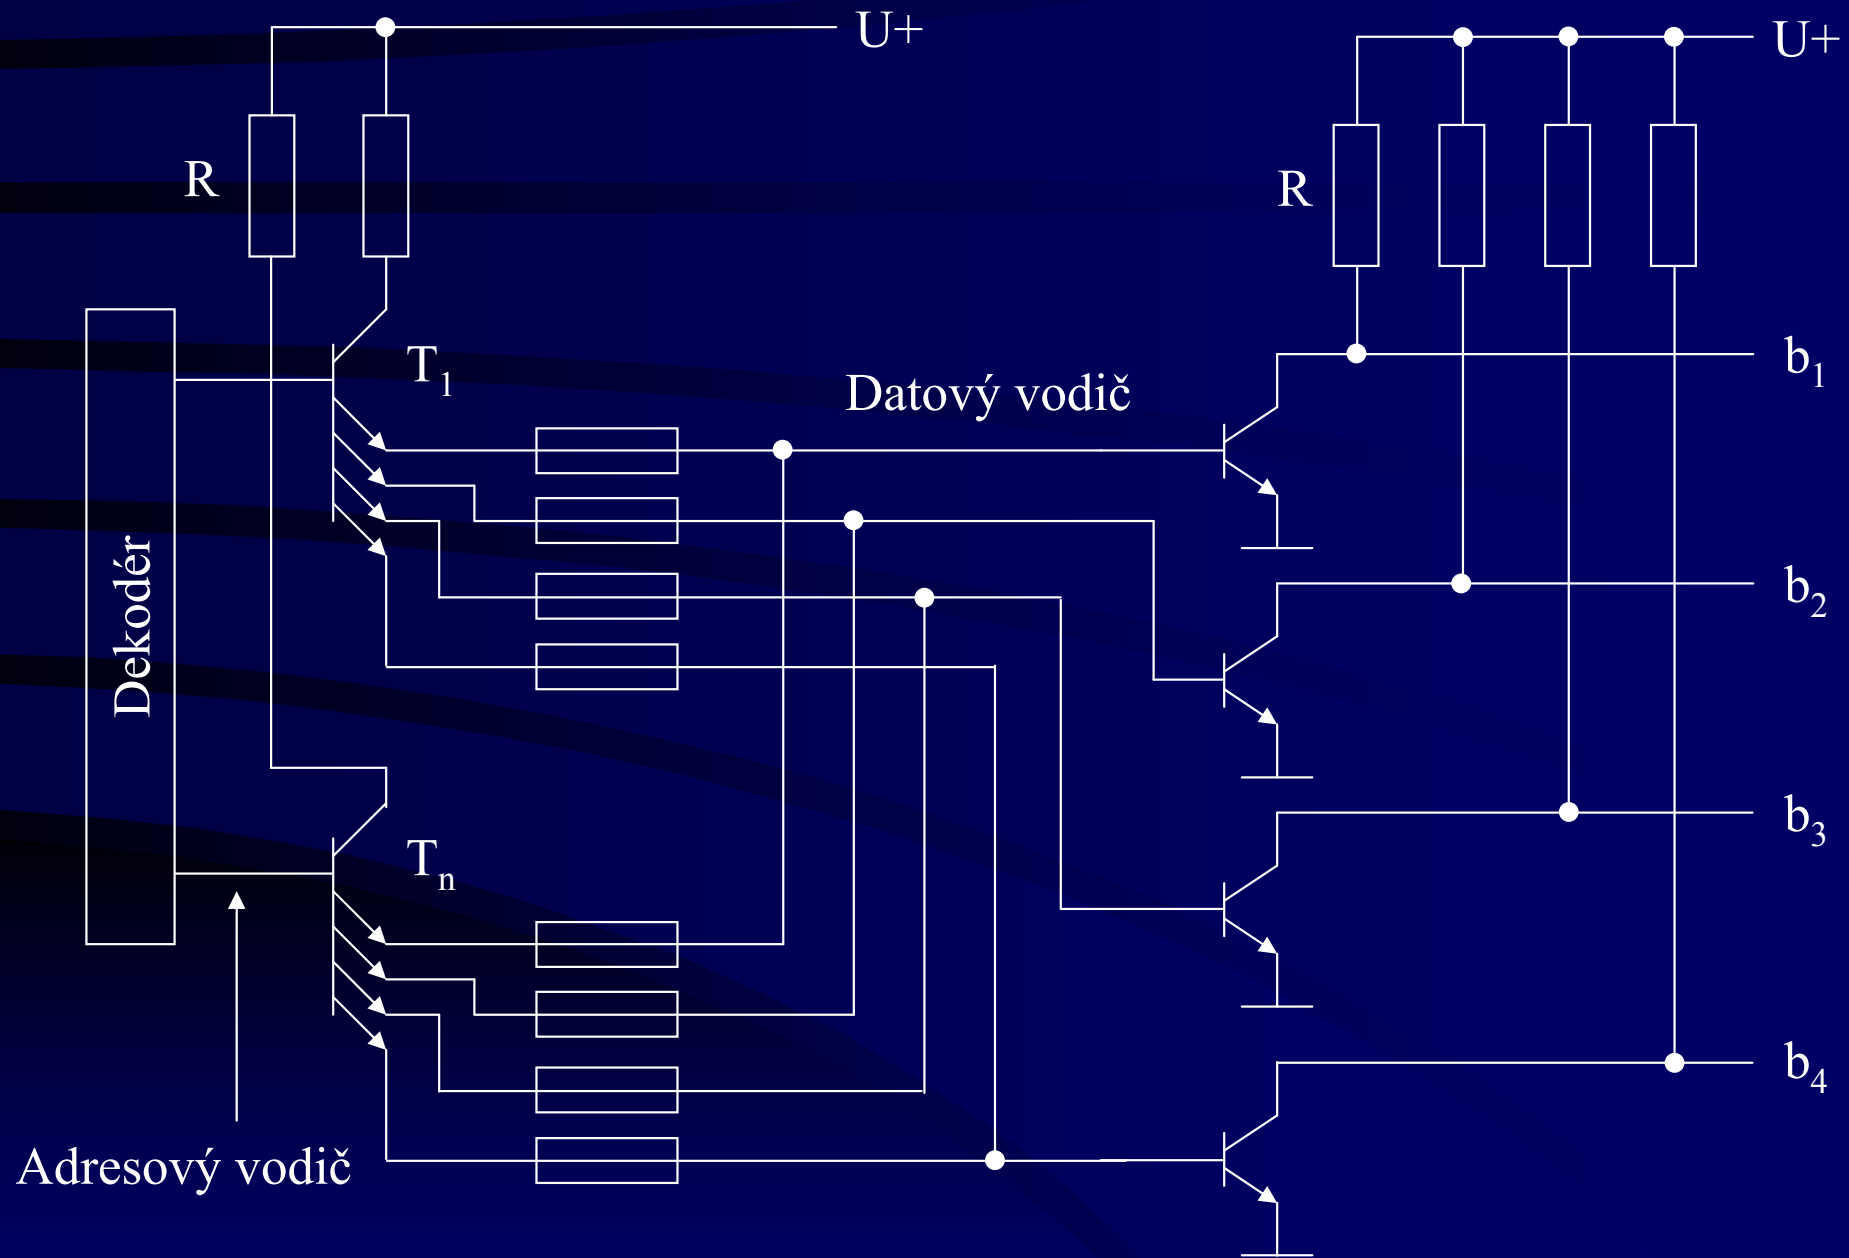 U+
U+
R
R
T1
b1
Datový vodič
Dekodér
b2
b3
Tn
b4
Adresový vodič